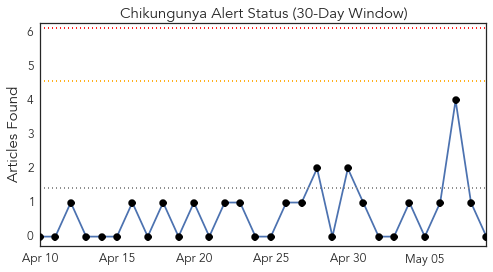 Chikungunya Alert Status (30-Day Window)
Articles Found
6
5
4
3
2
1
0
Apr 10
Apr 15
Apr 20
Apr 25
Apr 30
May 05